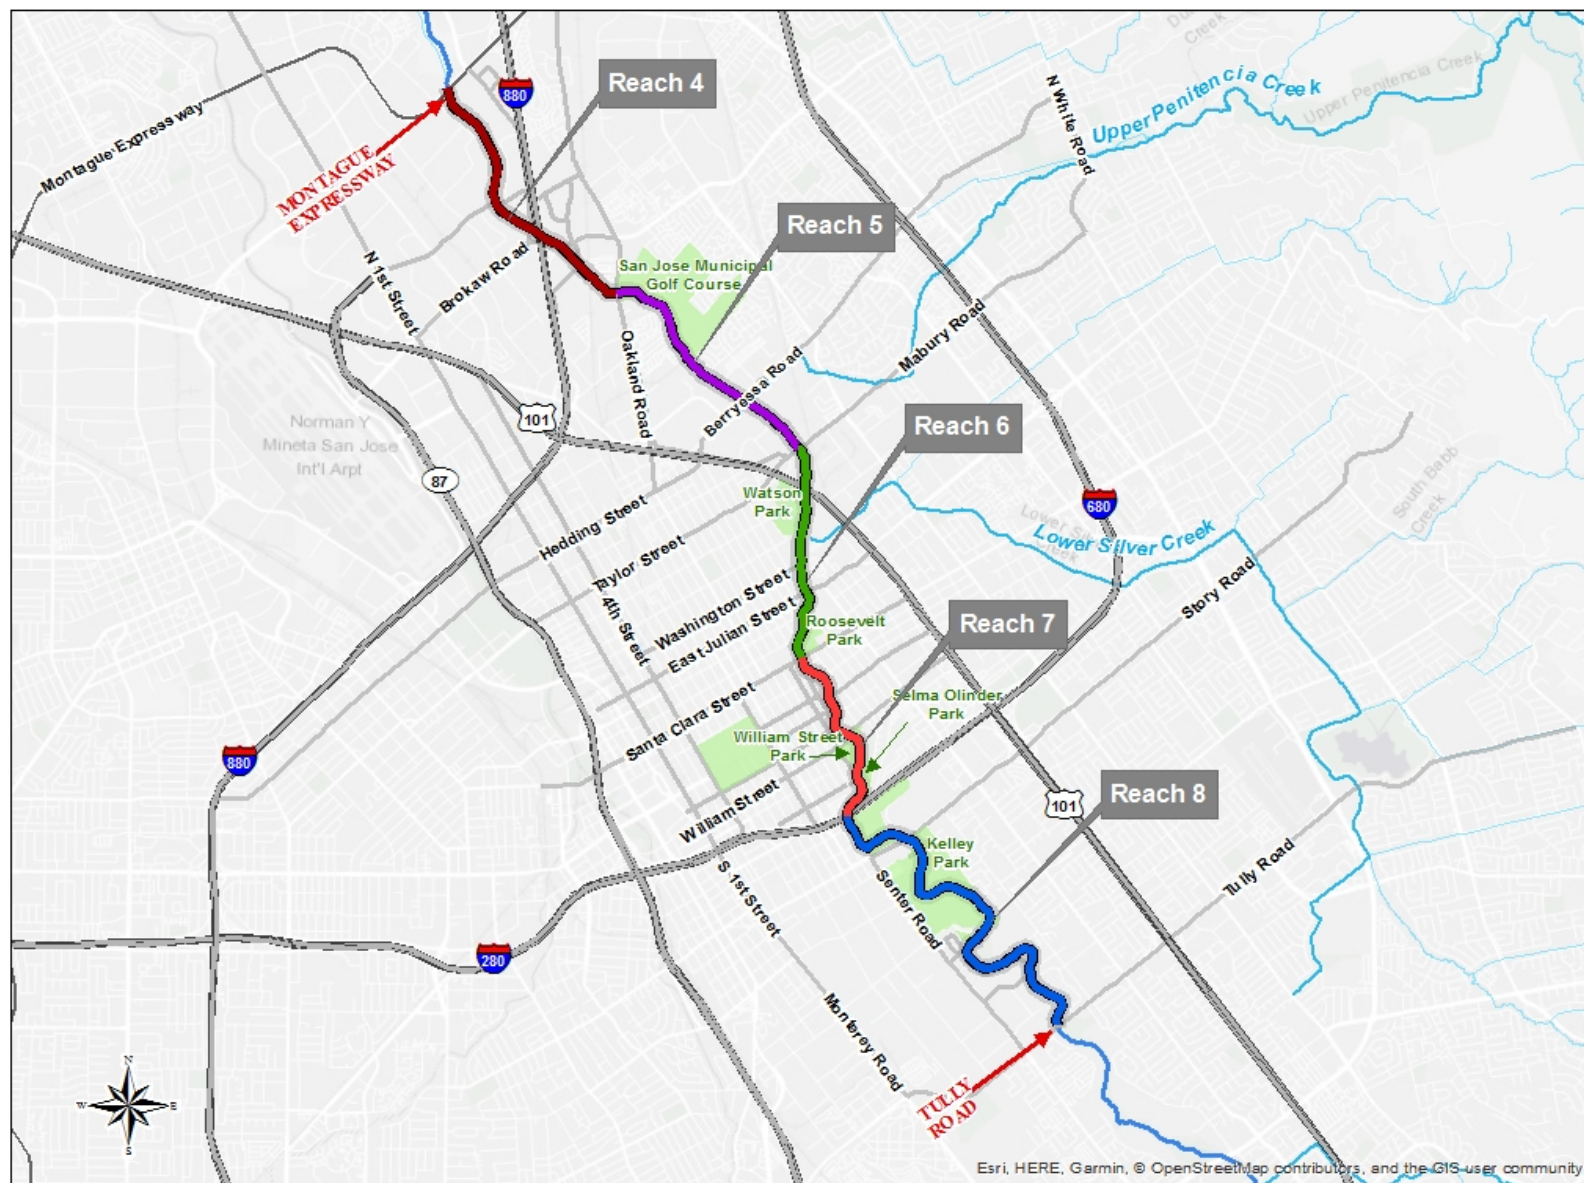 Upper Penitencia Creek
Upper Penitencia Creek
N White Road
Reach 4
880
Montague Expressway
MONTAGUE
EXPRESSWAY
Reach 5
N 1st Street
Brokaw Road
San Jose Municipal
Golf Course
Oakland Road
Berryessa Road
Mabury Road
Norman Y
Mineta San Jose
Int'l Arpt
101
87
Reach 6
Watson
Park
680
South Babb
Creek
Lower Silver Creek
Hedding Street
Taylor Street
4th Street
Washington Street
East Julian Street
Story Road
Roosevelt
Park
Reach 7
Selma Olinder
Park
Santa Clara Street
William Street
Park
880
William Street
101
Reach 8
Kelley
Park
S 1st Street
Senter Road
Tully Road
280
Monterey Road
TULLY
ROAD
N
W
E
S
Esri, HERE, Garmin, © OpenStreetMap contributors, and the GIS user community